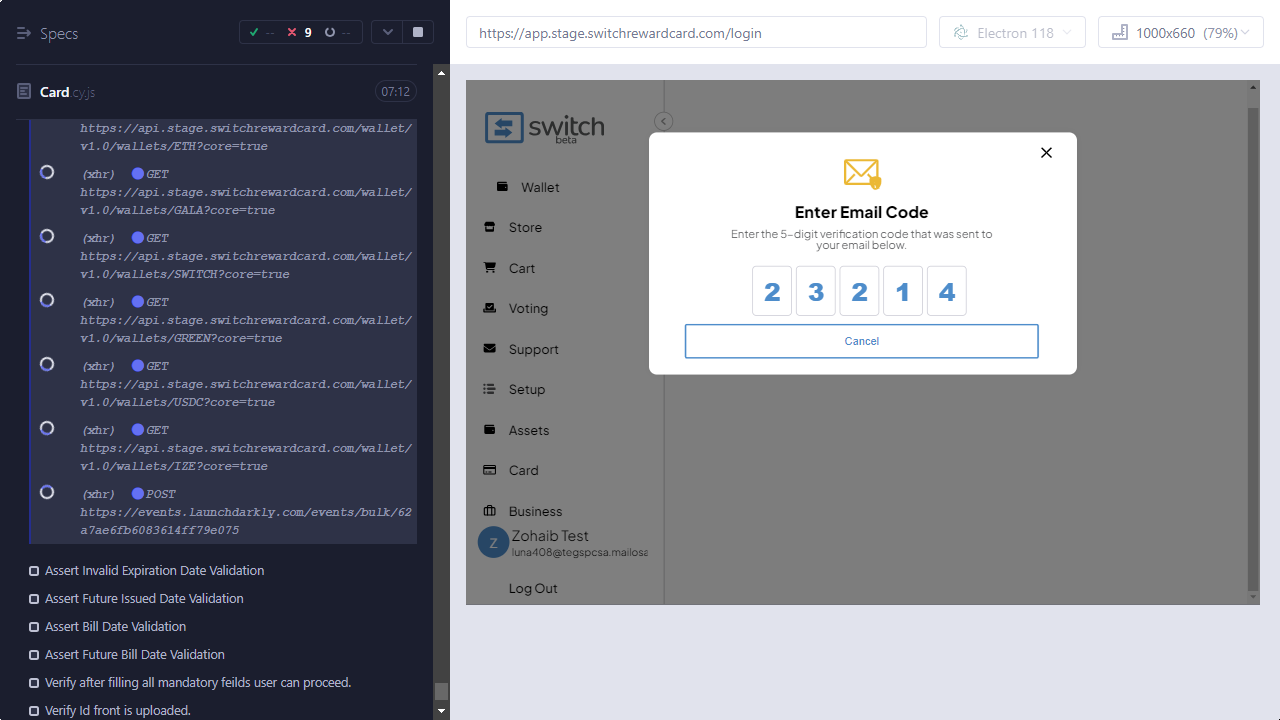 Specs
-- 9 --
Card.cy.js 07:12
https://api.stage.switchrewardcard.com/wallet/
v1.0/wallets/ETH?core=true
(xhr) GET
https://api.stage.switchrewardcard.com/wallet/
v1.0/wallets/GALA?core=true
(xhr) GET
https://api.stage.switchrewardcard.com/wallet/
v1.0/wallets/SWITCH?core=true
(xhr) GET
https://api.stage.switchrewardcard.com/wallet/
v1.0/wallets/GREEN?core=true
(xhr) GET
https://api.stage.switchrewardcard.com/wallet/
v1.0/wallets/USDC?core=true
(xhr) GET
https://api.stage.switchrewardcard.com/wallet/
v1.0/wallets/IZE?core=true
(xhr) POST
https://events.launchdarkly.com/events/bulk/62
a7ae6fb6083614ff79e075
Assert Invalid Expiration Date Validation
Assert Future Issued Date Validation
Assert Bill Date Validation
Assert Future Bill Date Validation
Verify after filling all mandatory feilds user can proceed.
Verify Id front is uploaded.
https://app.stage.switchrewardcard.com/login
Electron 118
1000x660 (79%)
switch
beta
Wallet
Store
Cart
Voting
Support
Setup
Assets
Card
Business
Z
Zohaib Test
luna408@tegspcsa.mailosa
Log Out
Enter Email Code
Enter the 5-digit verification code that was sent to
your email below.
2 3 2 1 4
Cancel